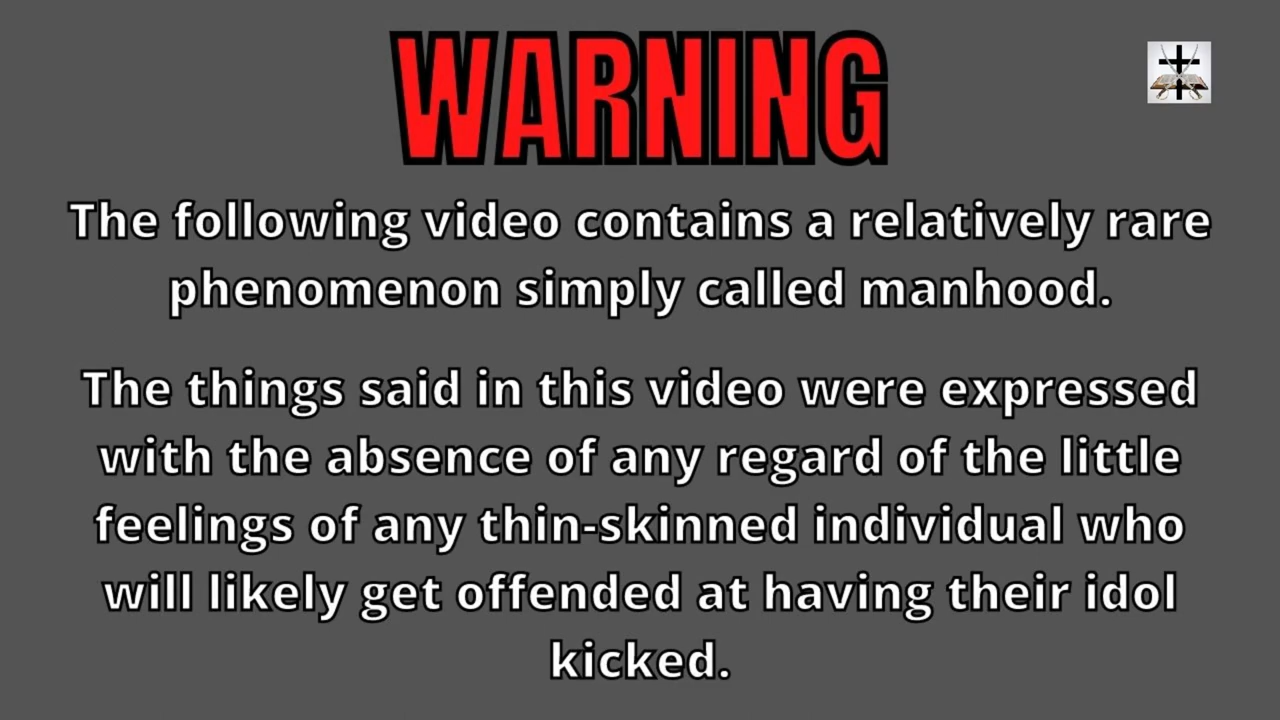 WARNING
The following video contains a relatively rare
phenomenon simply called manhood.
The things said in this video were expressed
with the absence of any regard of the little
feelings of any thin-skinned individual who
will likely get offended at having their idol
kicked.